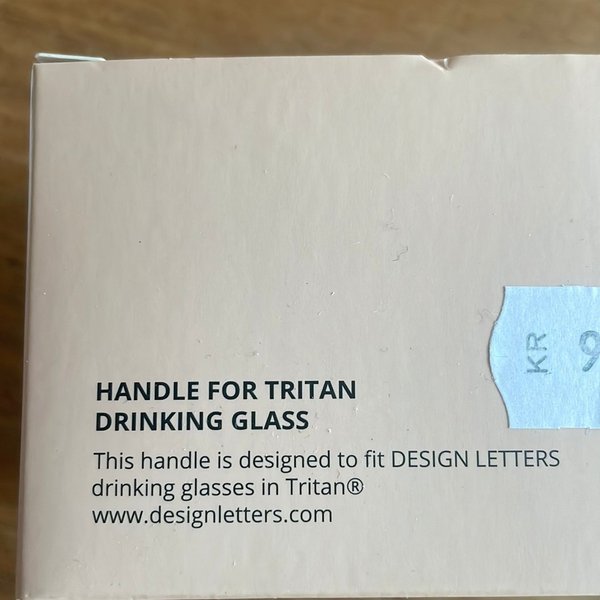 HANDLE FOR TRITAN
DRINKING GLASS
This handle is designed to fit DESIGN LETTERS
drinking glasses in Tritan®
www.designletters.com
KR 9